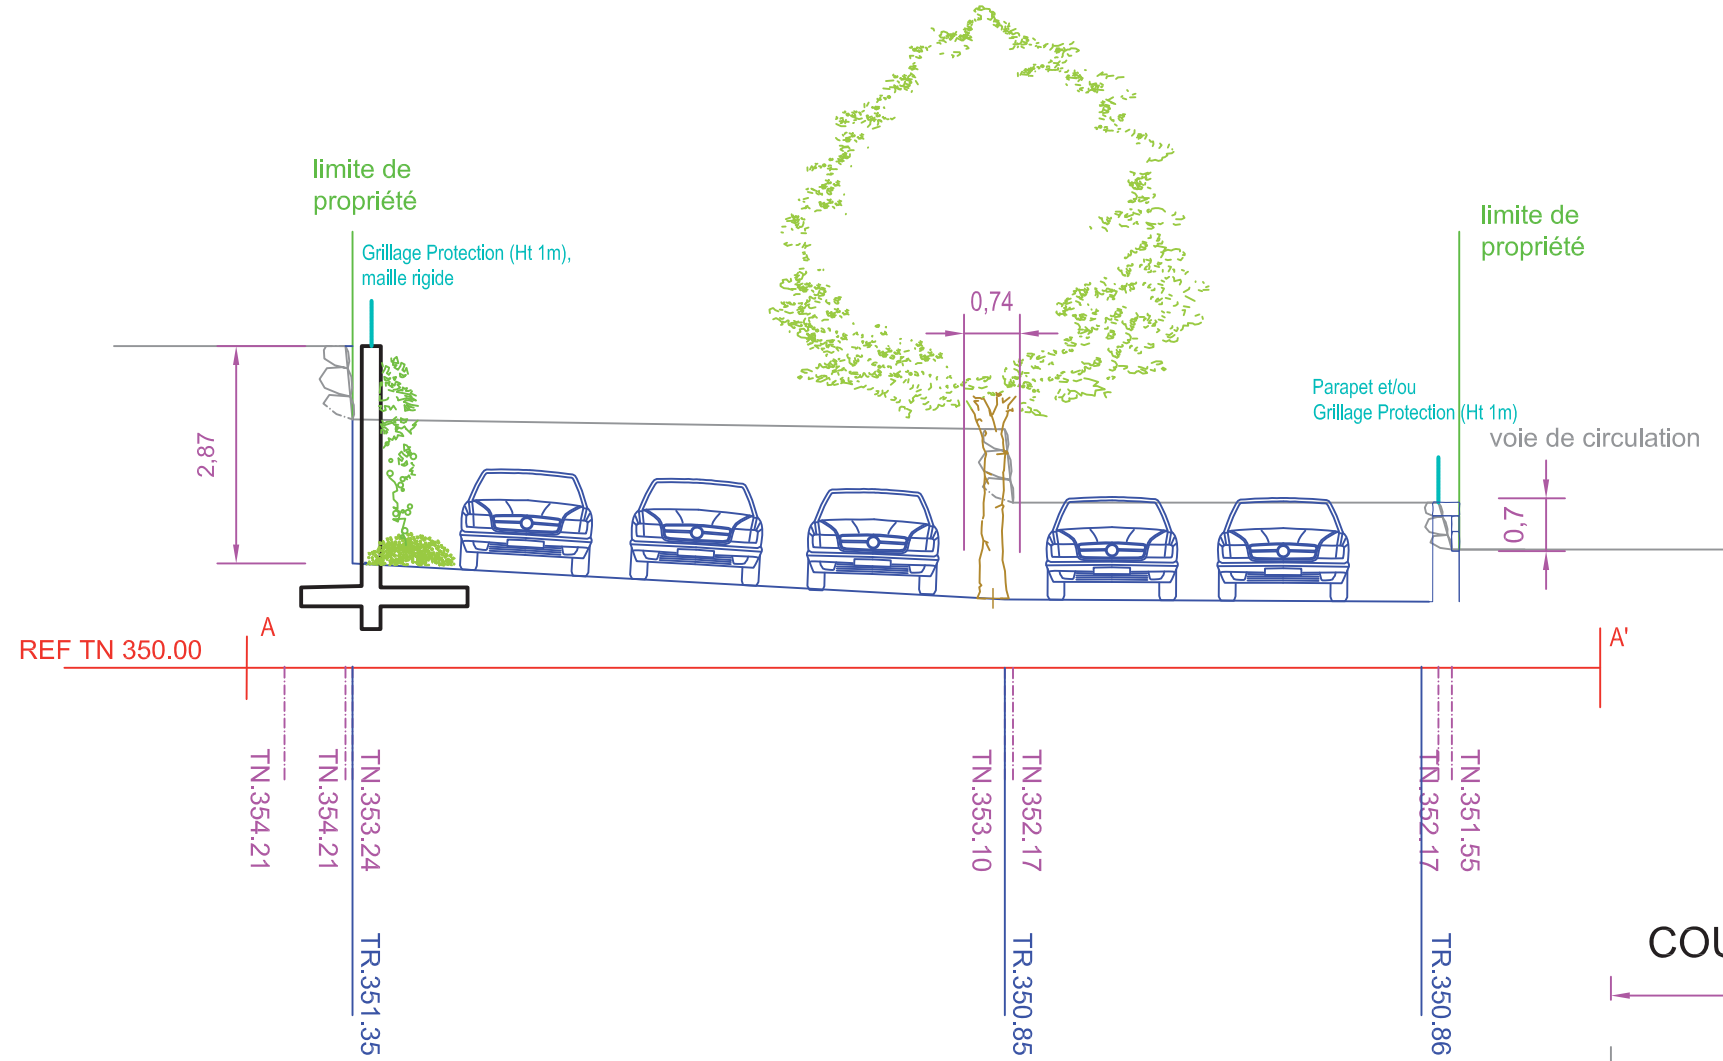 limite de
propriété
Grillage Protection (Ht 1m),
maille rigide
limite de
propriété
0,74
Parapet et/ou
Grillage Protection (Ht 1m)
voie de circulation
2,87
0,7
A
REF TN 350.00
A'
TN.354.21
TN.354.21
TN.353.24
TN.353.10
TN.352.17
TN.352.17
TN.351.55
TR.351.35
TR.350.85
TR.350.86
COU